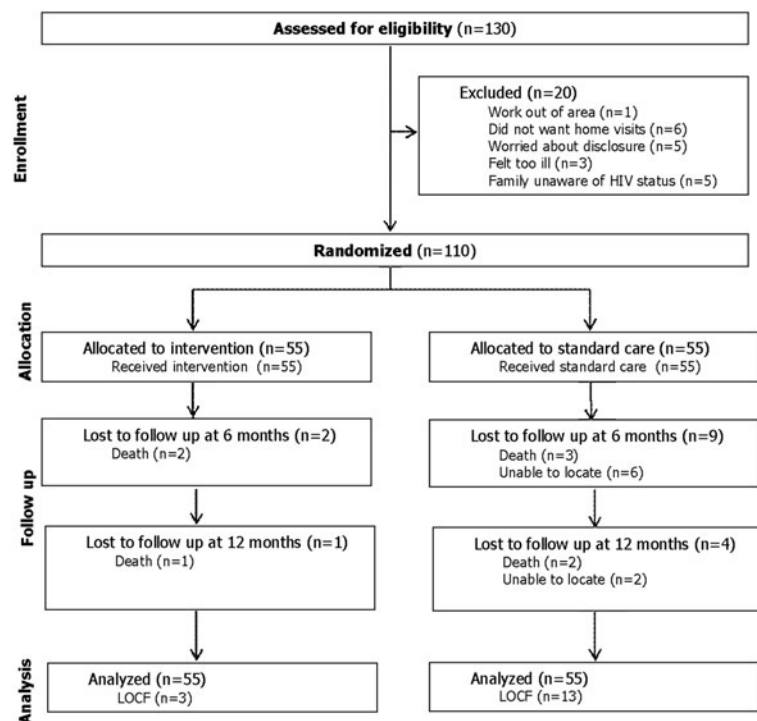 Assessed for eligibility (n=130)
Enrollment
Excluded (n=20)
Work out of area (n=1)
Did not want home visits (n=6)
Worried about disclosure (n=5)
Felt too ill (n=3)
Family unaware of HIV status (n=5)
Randomized (n=110)
Allocation
Allocated to intervention (n=55)
Received intervention (n=55)
Allocated to standard care (n=55)
Received standard care (n=55)
Follow up
Lost to follow up at 6 months (n=2)
Death (n=2)
Lost to follow up at 6 months (n=9)
Death (n=3)
Unable to locate (n=6)
Lost to follow up at 12 months (n=1)
Death (n=1)
Lost to follow up at 12 months (n=4)
Death (n=2)
Unable to locate (n=2)
Analysis
Analyzed (n=55)
LOCF (n=3)
Analyzed (n=55)
LOCF (n=13)